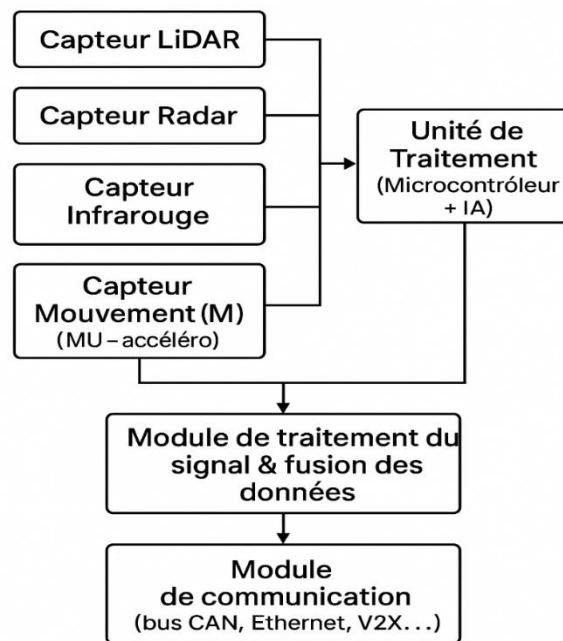 Capteur LiDAR
Capteur Radar
Capteur
Infrarouge
Capteur
Mouvement (M)
(MU – accéléro)
Unité de
Traitement
(Microcontróleur
+ IA)
Module de traitement du
signal & fusion des
données
Module
de communication
(bus CAN, Ethernet, V2X...)